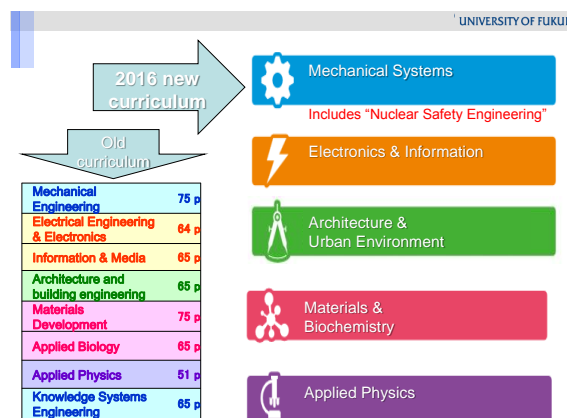 UNIVERSITY OF FUKUI
2016 new
curriculum
Mechanical Systems
Includes “Nuclear Safety Engineering”
Old
curriculum
Electronics & Information
Mechanical
Engineering 75 p
Electrical Engineering
& Electronics 64 p
Information & Media 65 p
Architecture and
building engineering 65 p
Materials
Development 75 p
Applied Biology 65 p
Applied Physics 51 p
Knowledge Systems
Engineering 65 p
Architecture &
Urban Environment
Materials &
Biochemistry
Applied Physics